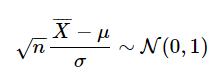 √n (X̅ − μ)/σ ∼ 𝒩(0, 1)